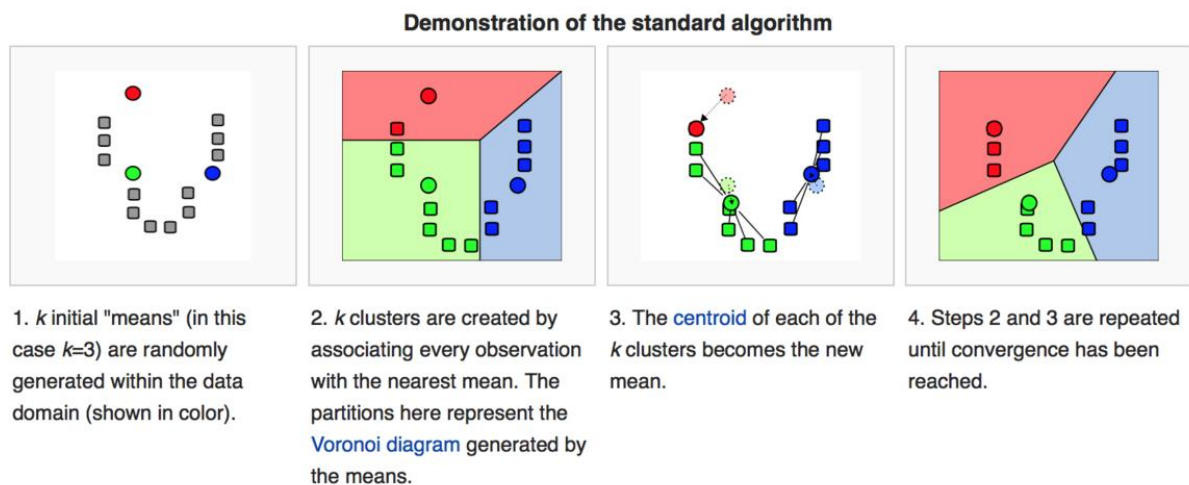 Demonstration of the standard algorithm
1. k initial "means" (in this
case k=3) are randomly
generated within the data
domain (shown in color).
2. k clusters are created by
associating every observation
with the nearest mean. The
partitions here represent the
Voronoi diagram generated by
the means.
3. The centroid of each of the
k clusters becomes the new
mean.
4. Steps 2 and 3 are repeated
until convergence has been
reached.